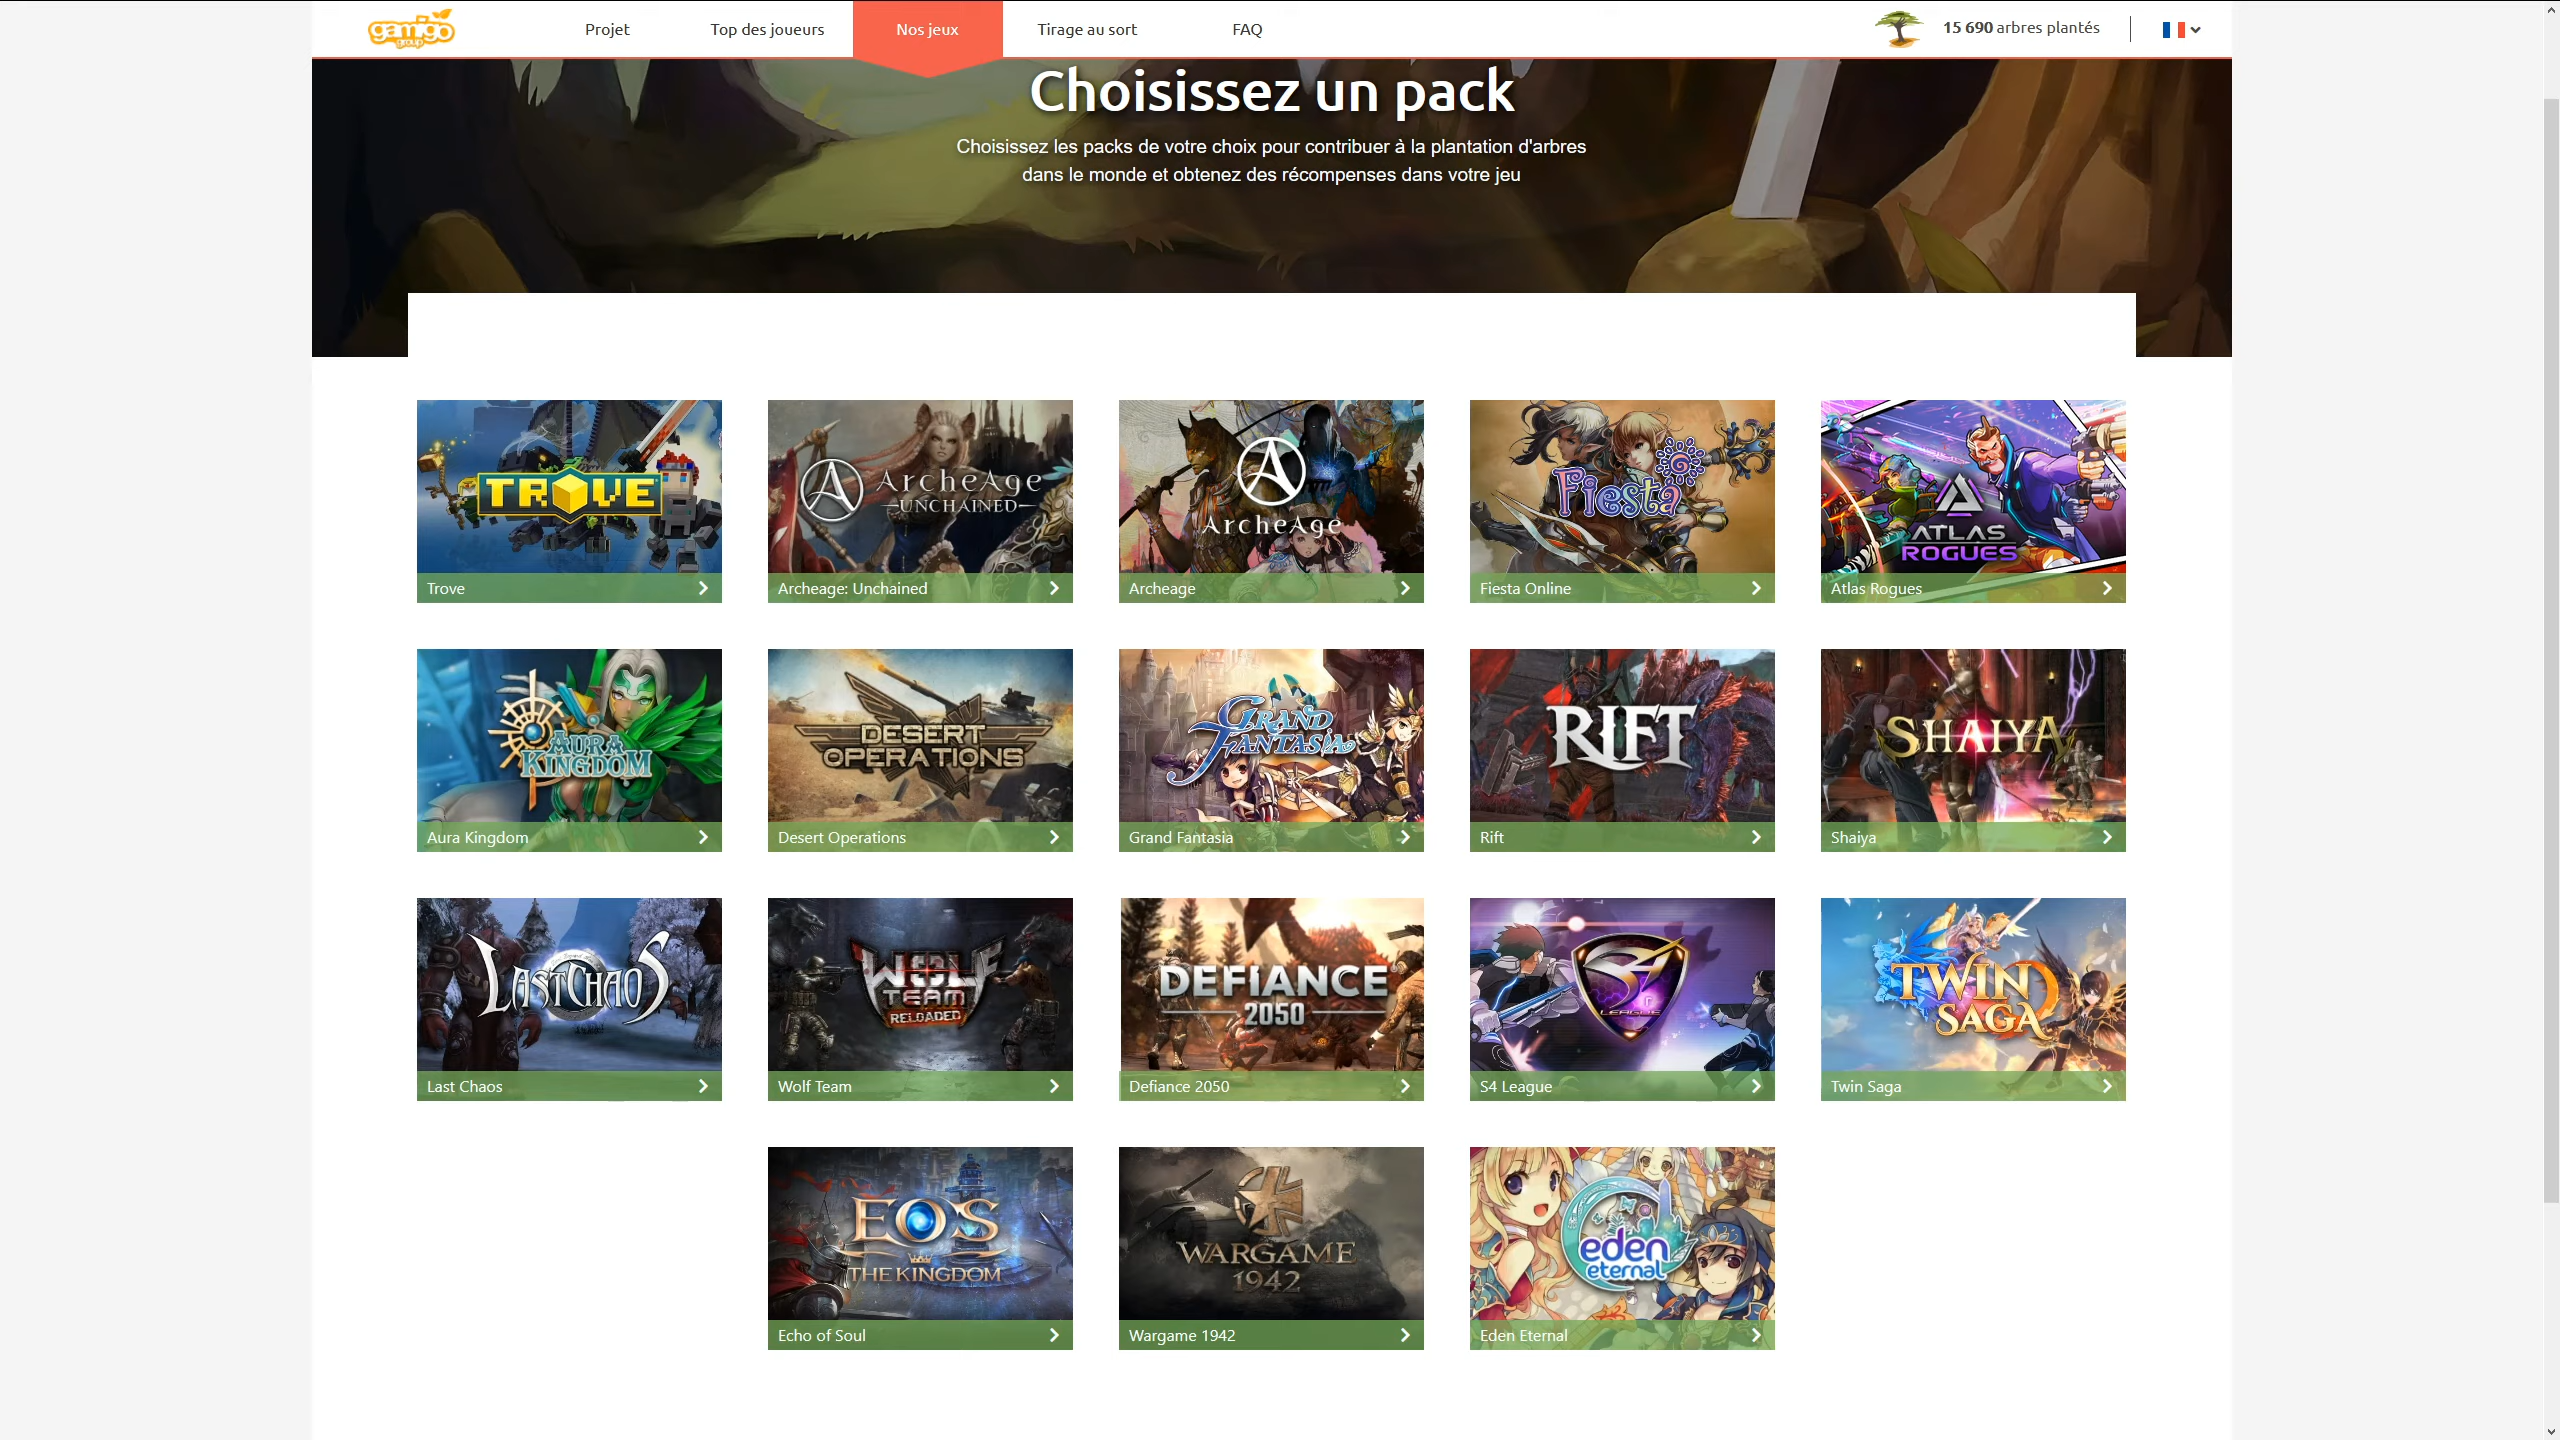 gamigo
group
Projet
Top des joueurs
Nos jeux
Tirage au sort
FAQ
15 690 arbres plantés
Choisissez un pack
Choisissez les packs de votre choix pour contribuer à la plantation d'arbres
dans le monde et obtenez des récompenses dans votre jeu
TROVE
Trove
ArcheAge
UNCHAINED
Archeage: Unchained
ArcheAge
Archeage
Fiesta
Fiesta Online
ATLAS
ROGUES
Atlas Rogues
AURA
KINGDOM
Aura Kingdom
DESERT
OPERATIONS
Desert Operations
GRAND
FANTASIA
Grand Fantasia
RIFT
Rift
SHAIYA
Shaiya
LASTCHAOS
Last Chaos
WOLF
TEAM
RELOADED
Wolf Team
DEFIANCE
2050
Defiance 2050
S4
LEAGUE
S4 League
TWIN
SAGA
Twin Saga
EOS
THE KINGDOM
Echo of Soul
WARGAME
1942
Wargame 1942
eden
eternal
Eden Eternal